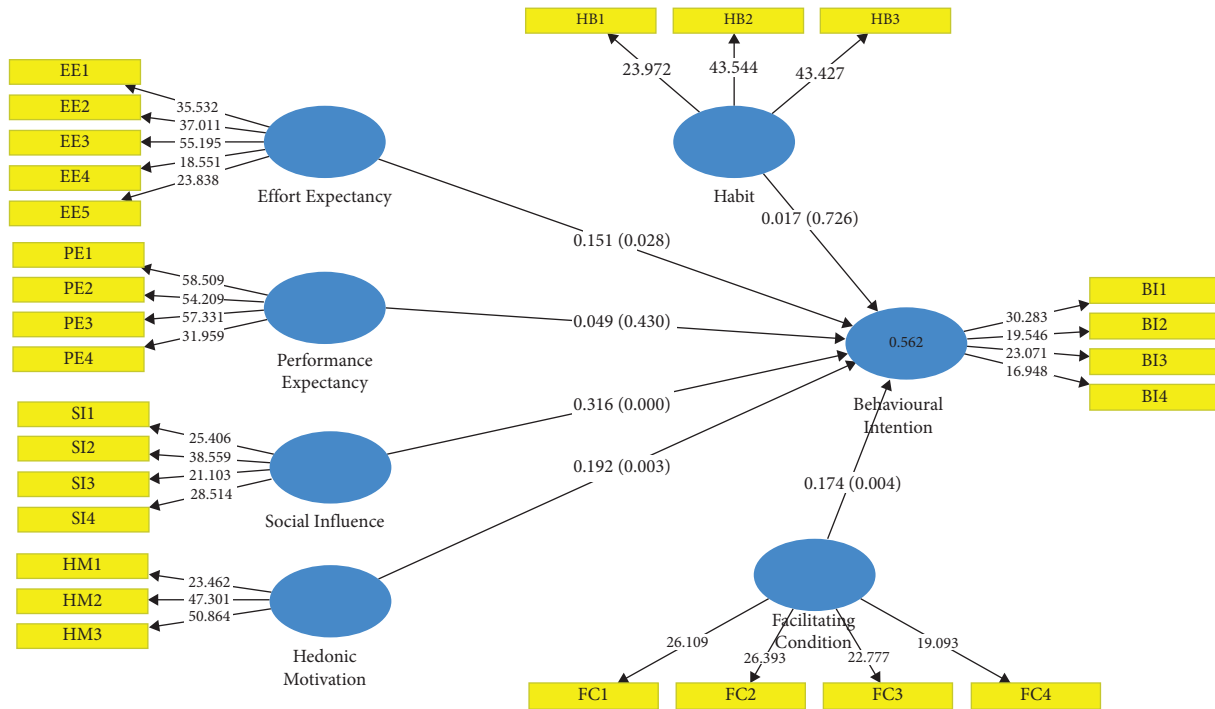 HB1
HB2
HB3
23.972
43.544
43.427
Habit
0.017 (0.726)
EE1
EE2
EE3
EE4
EE5
35.532
37.011
55.195
18.551
23.838
Effort Expectancy
0.151 (0.028)
PE1
PE2
PE3
PE4
58.509
54.209
57.331
31.959
Performance
Expectancy
0.049 (0.430)
SI1
SI2
SI3
SI4
25.406
38.559
21.103
28.514
Social Influence
0.316 (0.000)
HM1
HM2
HM3
23.462
47.301
50.864
Hedonic
Motivation
0.192 (0.003)
0.562
Behavioural
Intention
30.283
19.546
23.071
16.948
BI1
BI2
BI3
BI4
0.174 (0.004)
Facilitating
Condition
26.109
26.393
22.777
19.093
FC1
FC2
FC3
FC4